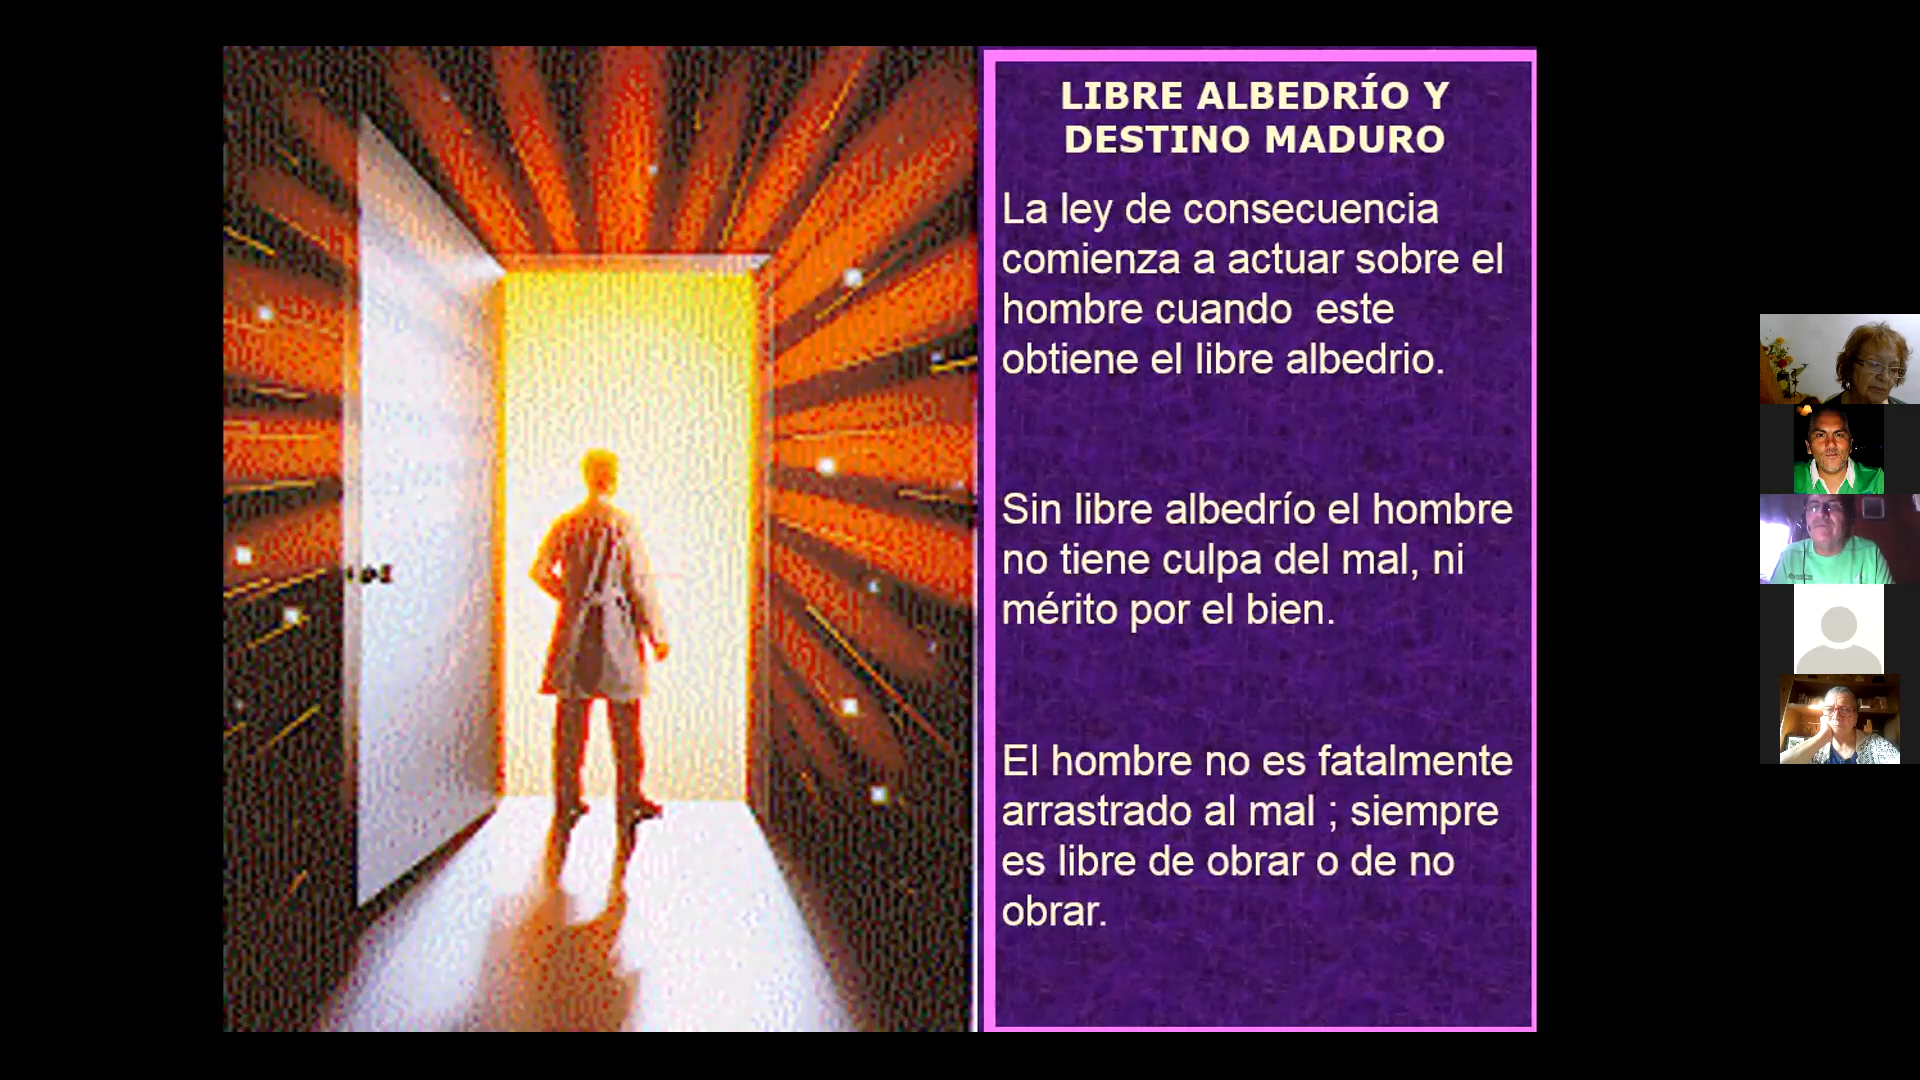 LIBRE ALBEDRÍO Y
DESTINO MADURO
La ley de consecuencia
comienza a actuar sobre el
hombre cuando  este
obtiene el libre albedrio.
Sin libre albedrío el hombre
no tiene culpa del mal, ni
mérito por el bien.
El hombre no es fatalmente
arrastrado al mal ; siempre
es libre de obrar o de no
obrar.